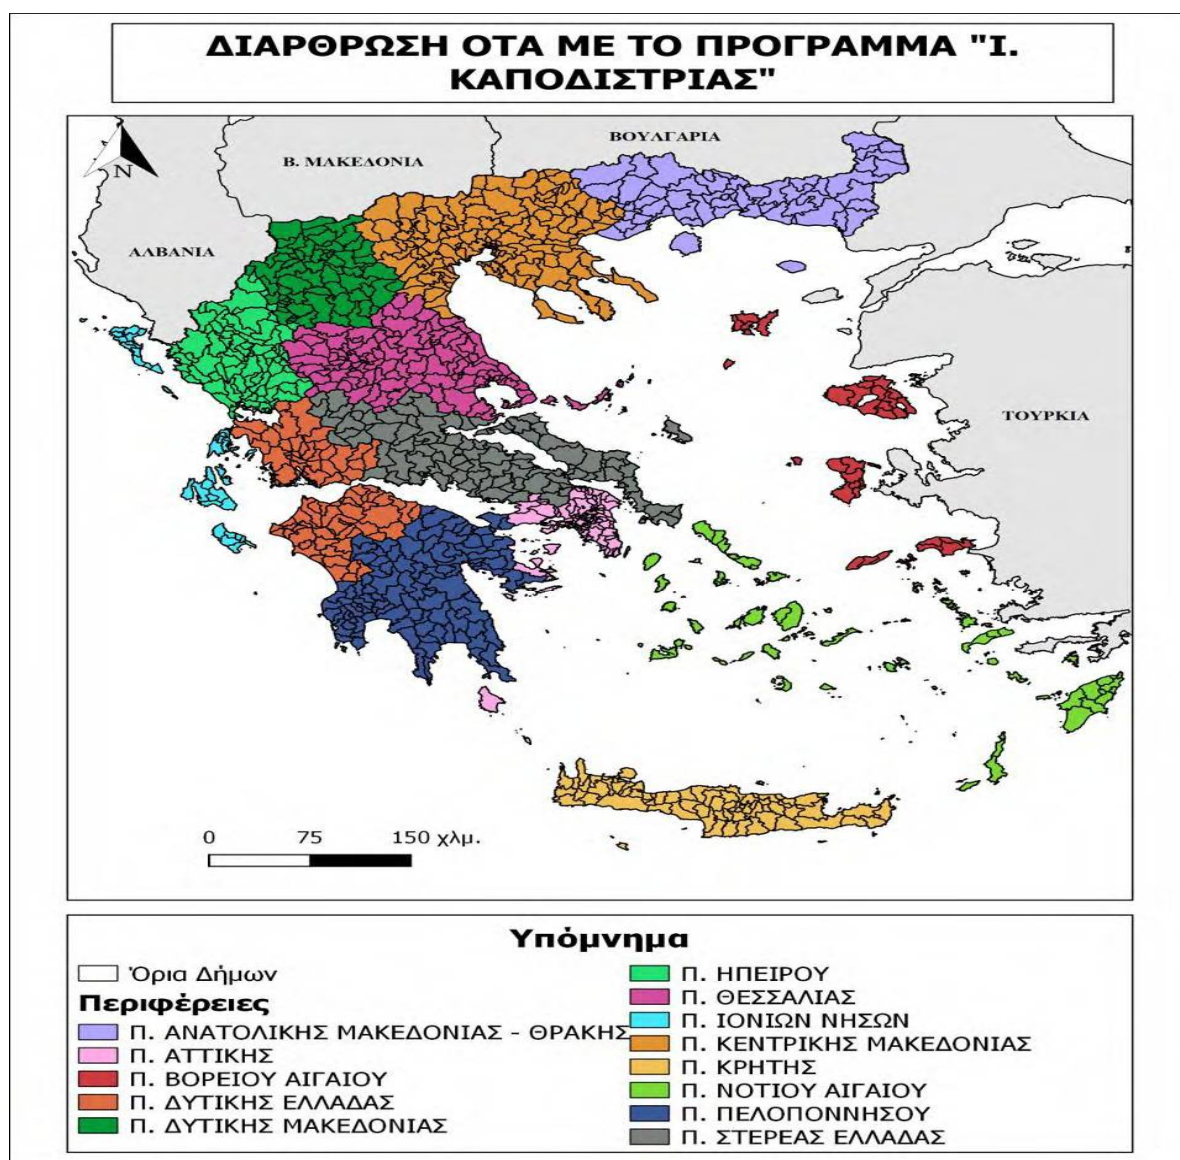 ΔΙΑΡΘΡΩΣΗ ΟΤΑ ΜΕ ΤΟ ΠΡΟΓΡΑΜΜΑ "Ι.
ΚΑΠΟΔΙΣΤΡΙΑΣ"
ΒΟΥΛΓΑΡΙΑ
Β. ΜΑΚΕΔΟΝΙΑ
N
ΑΛΒΑΝΙΑ
ΤΟΥΡΚΙΑ
0 75 150 χλμ.
Υπόμνημα
Όρια Δήμων
Περιφέρειες
Π. ΑΝΑΤΟΛΙΚΗΣ ΜΑΚΕΔΟΝΙΑΣ - ΘΡΑΚΗΣ
Π. ΑΤΤΙΚΗΣ
Π. ΒΟΡΕΙΟΥ ΑΙΓΑΙΟΥ
Π. ΔΥΤΙΚΗΣ ΕΛΛΑΔΑΣ
Π. ΔΥΤΙΚΗΣ ΜΑΚΕΔΟΝΙΑΣ
Π. ΗΠΕΙΡΟΥ
Π. ΘΕΣΣΑΛΙΑΣ
Π. ΙΟΝΙΩΝ ΝΗΣΩΝ
Π. ΚΕΝΤΡΙΚΗΣ ΜΑΚΕΔΟΝΙΑΣ
Π. ΚΡΗΤΗΣ
Π. ΝΟΤΙΟΥ ΑΙΓΑΙΟΥ
Π. ΠΕΛΟΠΟΝΝΗΣΟΥ
Π. ΣΤΕΡΕΑΣ ΕΛΛΑΔΑΣ